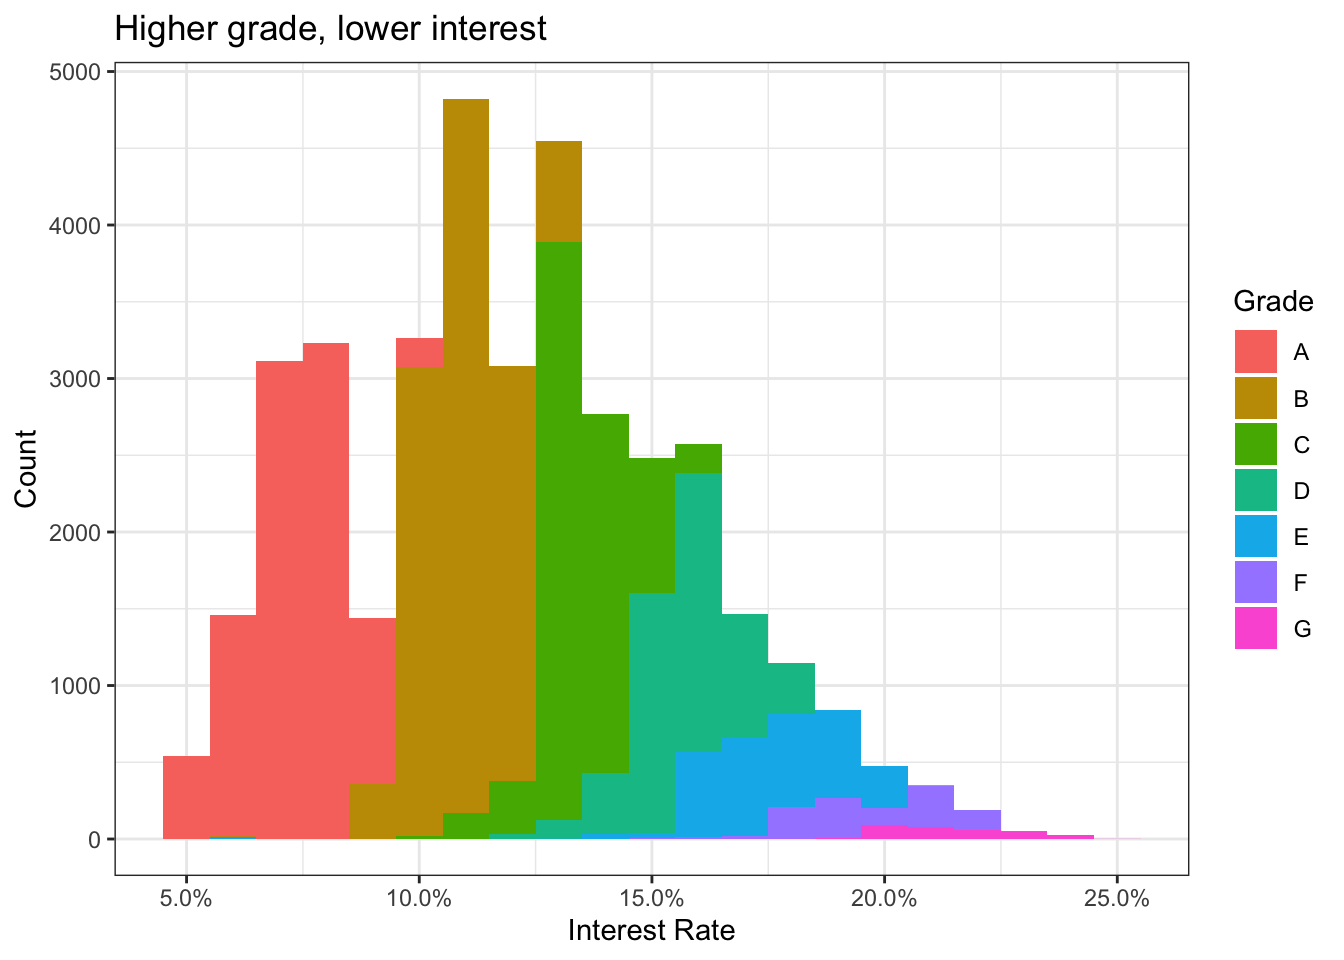 Higher grade, lower interest
5000
4000
3000
2000
1000
0
Count
5.0%
10.0%
15.0%
20.0%
25.0%
Interest Rate
Grade
A
B
C
D
E
F
G